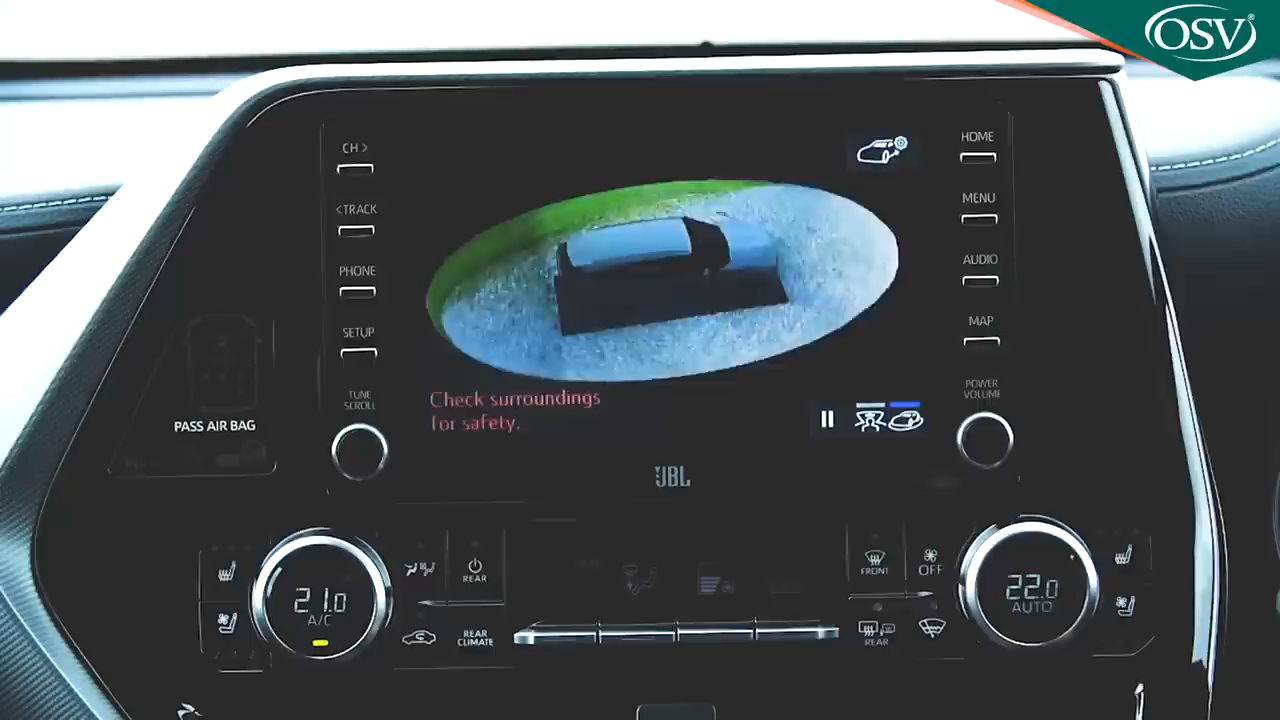 OSV®
CH >
HOME
< TRACK
MENU
PHONE
AUDIO
SETUP
MAP
TUNE
SCROLL
POWER
VOLUME
Check surroundings
for safety.
PASS AIR BAG
JBL
21.0
A/C
REAR
REAR
CLIMATE
FRONT
OFF
REAR
22.0
AUTO